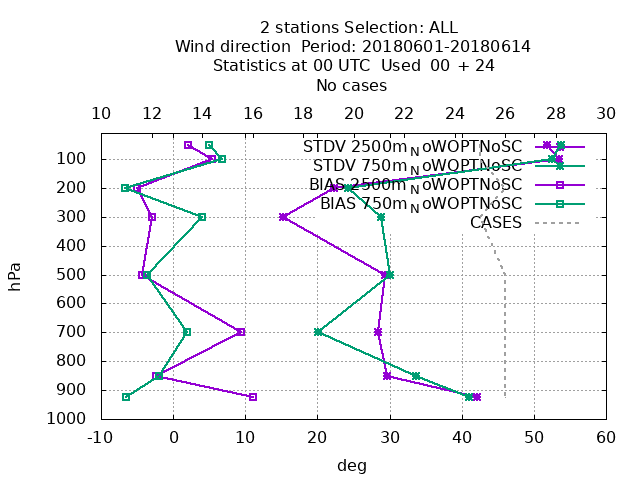 2 stations Selection: ALL
Wind direction  Period: 20180601-20180614
Statistics at 00 UTC  Used  00 + 24
No cases
10 12 14 16 18 20 22 24 26 28 30
STDV 2500m_NoWOPTNoSC
STDV 750m_NoWOPTNoSC
BIAS 2500m_NoWOPTNoSC
BIAS 750m_NoWOPTNoSC
CASES
100
200
300
400
500
600
700
800
900
1000
hPa
-10 0 10 20 30 40 50 60
deg